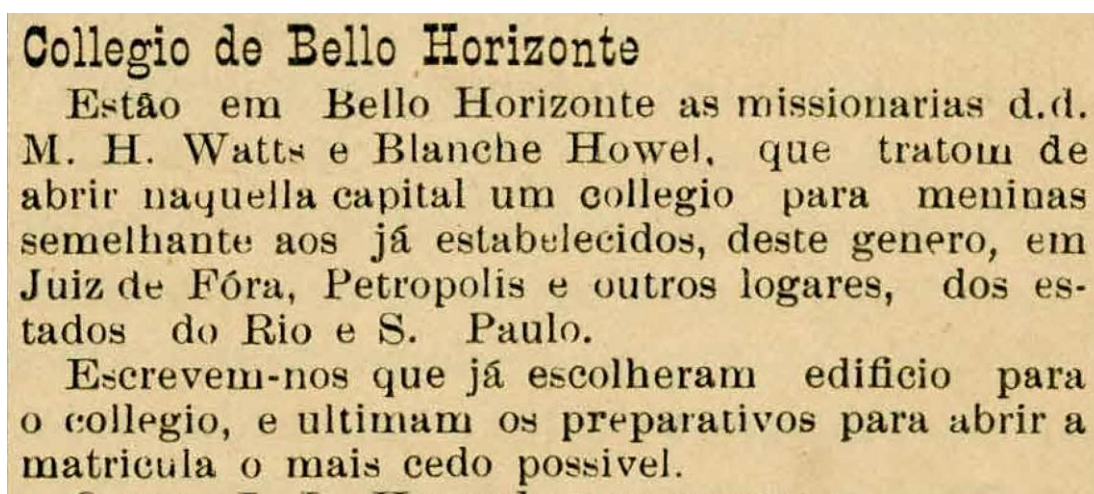 Collegio de Bello Horizonte
Estão em Bello Horizonte as missionarias d.d.
M. H. Watts e Blanche Howel, que tratom de
abrir naquella capital um collegio para meninas
semelhante aos já estabelecidos, deste genero, em
Juiz de Fóra, Petropolis e outros logares, dos es-
tados do Rio e S. Paulo.
Escrevem-nos que já escolheram edificio para
o collegio, e ultimam os preparativos para abrir a
matricula o mais cedo possivel.